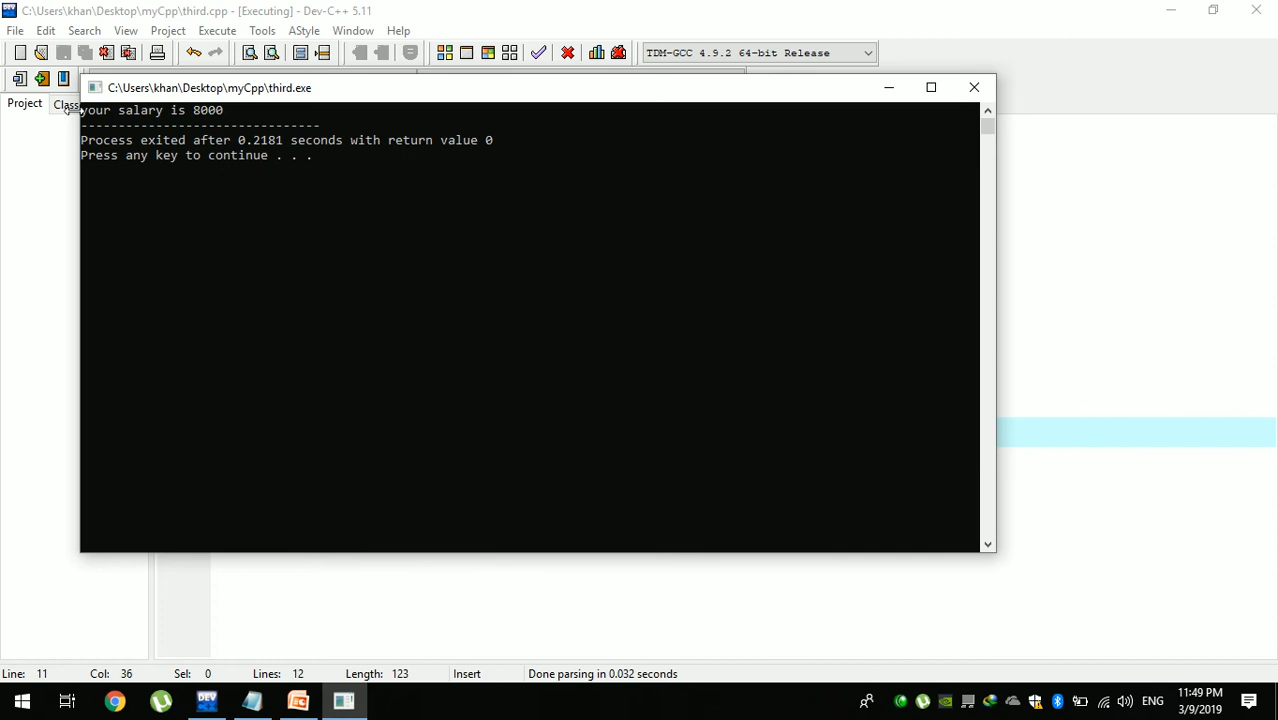 C:\Users\khan\Desktop\myCpp\third.cpp - [Executing] - Dev-C++ 5.11
File Edit Search View Project Execute Tools AStyle Window Help
TDM-GCC 4.9.2 64-bit Release
C:\Users\khan\Desktop\myCpp\third.exe
Project Class
your salary is 8000
--------------------------------
Process exited after 0.2181 seconds with return value 0
Press any key to continue . . .
Line: 11 Col: 36 Sel: 0 Lines: 12 Length: 123 Insert Done parsing in 0.032 seconds
DEV
ENG
11:49 PM
3/9/2019